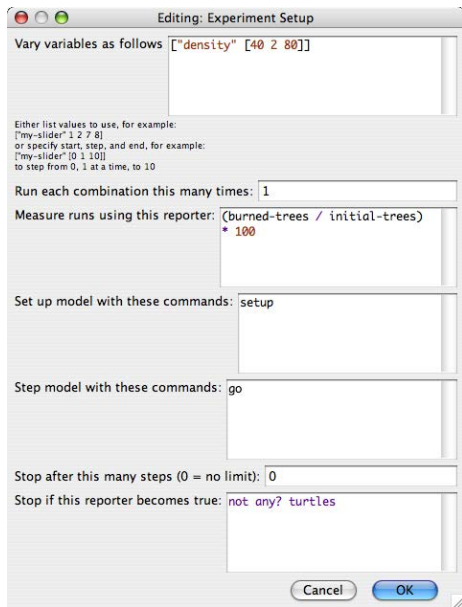 Editing: Experiment Setup
Vary variables as follows ["density" [40 2 80]]
Either list values to use, for example:
["my-slider" 1 2 7 8]
or specify start, step, and end, for example:
["my-slider" [0 1 10]]
to step from 0, 1 at a time, to 10
Run each combination this many times: 1
Measure runs using this reporter: (burned-trees / initial-trees)
* 100
Set up model with these commands: setup
Step model with these commands: go
Stop after this many steps (0 = no limit): 0
Stop if this reporter becomes true: not any? turtles
Cancel OK